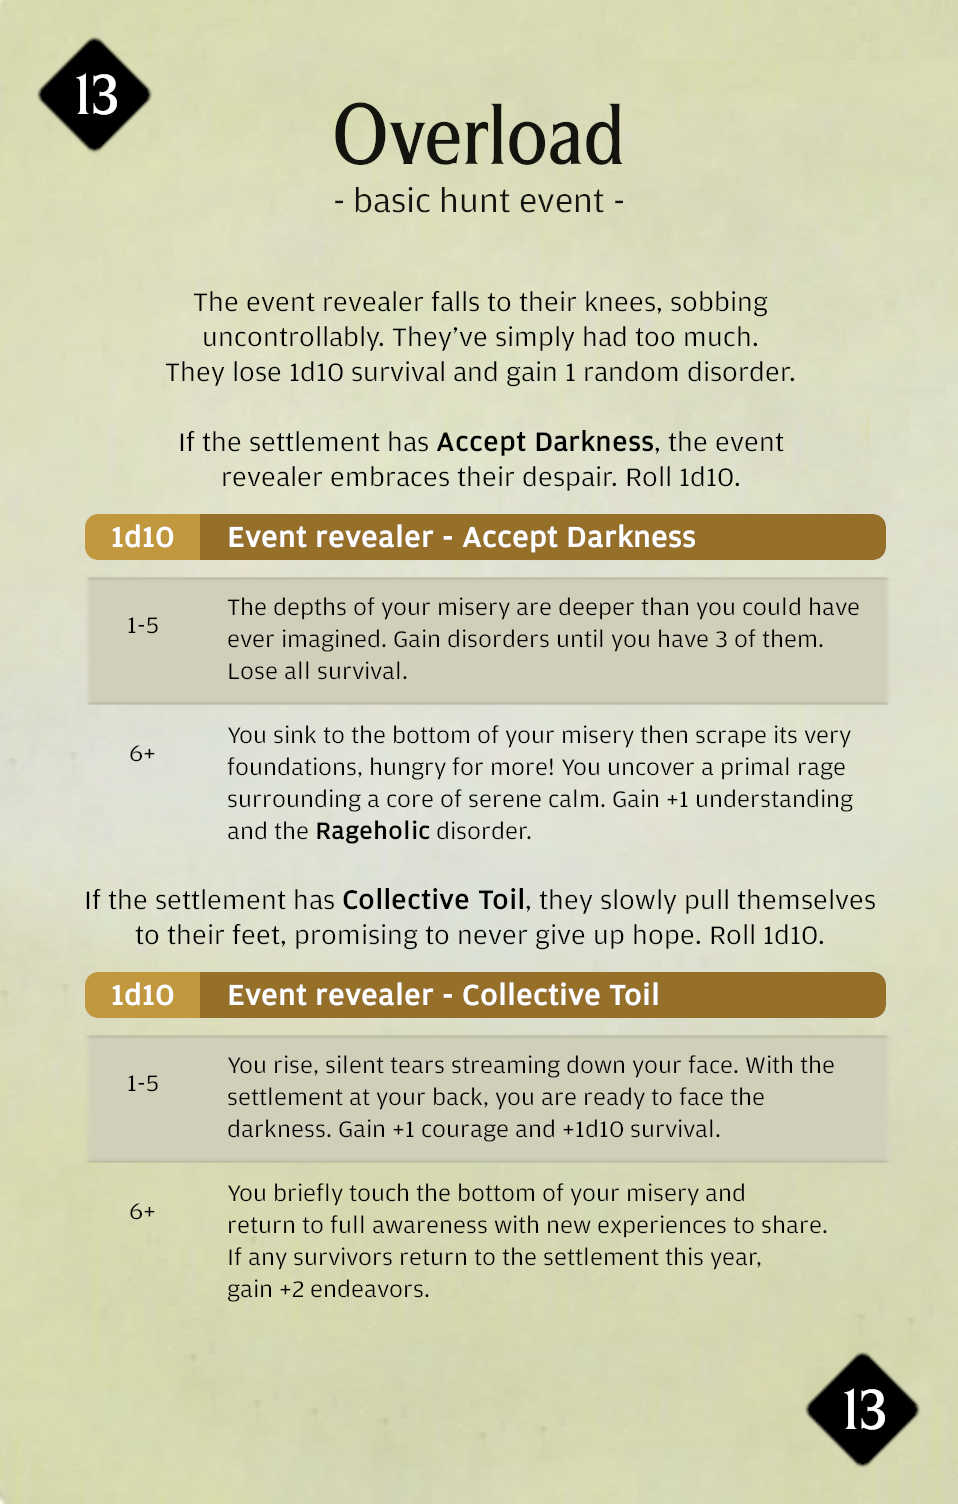 13
Overload
- basic hunt event -
The event revealer falls to their knees, sobbing
uncontrollably. They’ve simply had too much.
They lose 1d10 survival and gain 1 random disorder.
If the settlement has Accept Darkness, the event
revealer embraces their despair. Roll 1d10.
1d10 Event revealer - Accept Darkness
1-5 The depths of your misery are deeper than you could have
ever imagined. Gain disorders until you have 3 of them.
Lose all survival.
6+ You sink to the bottom of your misery then scrape its very
foundations, hungry for more! You uncover a primal rage
surrounding a core of serene calm. Gain +1 understanding
and the Rageholic disorder.
If the settlement has Collective Toil, they slowly pull themselves
to their feet, promising to never give up hope. Roll 1d10.
1d10 Event revealer - Collective Toil
1-5 You rise, silent tears streaming down your face. With the
settlement at your back, you are ready to face the
darkness. Gain +1 courage and +1d10 survival.
6+ You briefly touch the bottom of your misery and
return to full awareness with new experiences to share.
If any survivors return to the settlement this year,
gain +2 endeavors.
13